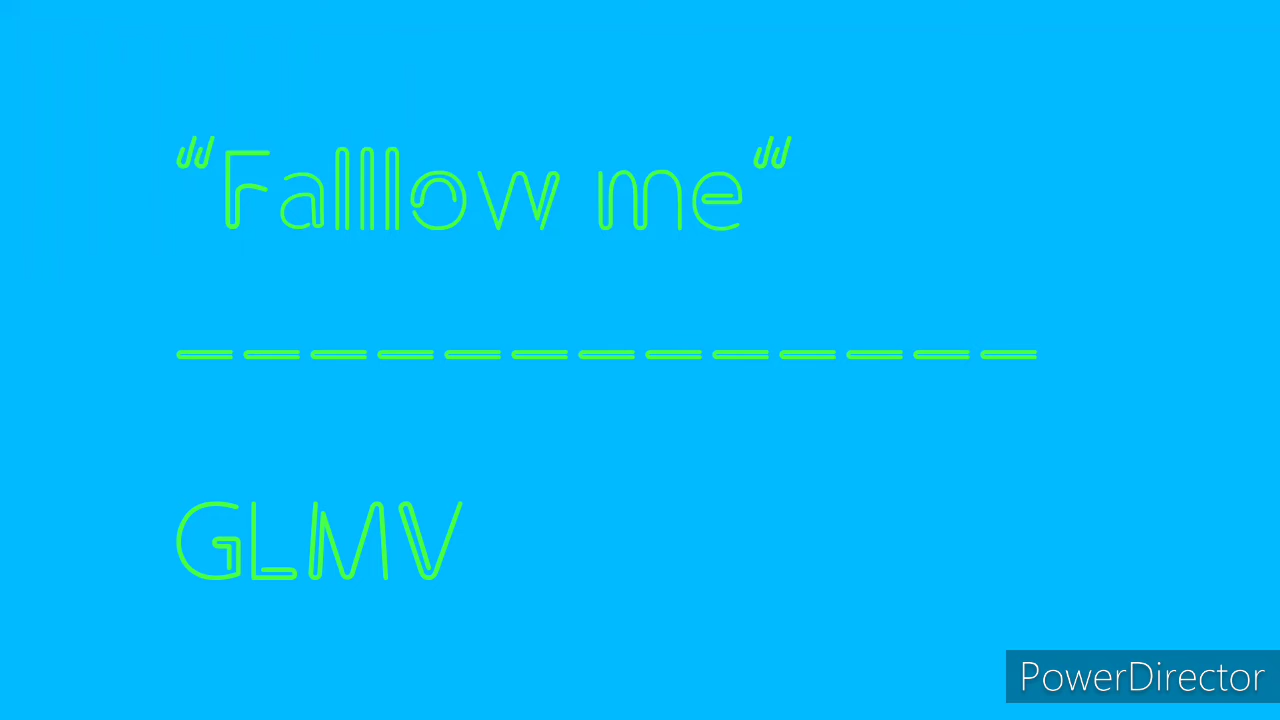 "Falllow me"
_ _ _ _ _ _ _ _ _ _ _ _ _
GLMV
PowerDirector